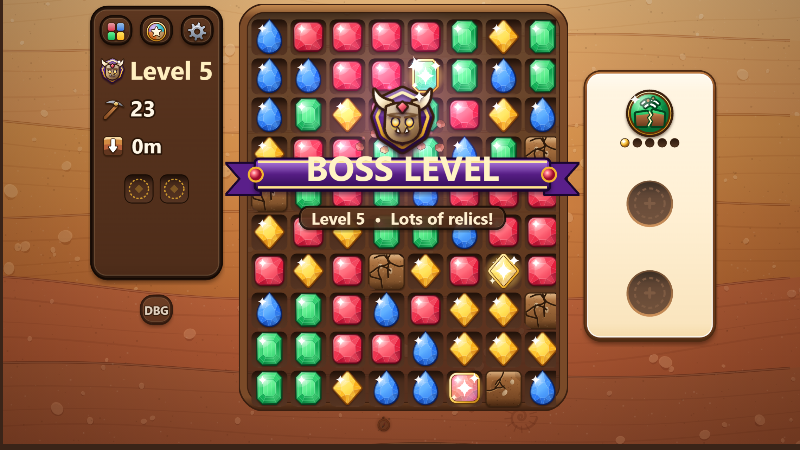 Level 5
23
0m
DBG
BOSS LEVEL
Level 5 • Lots of relics!